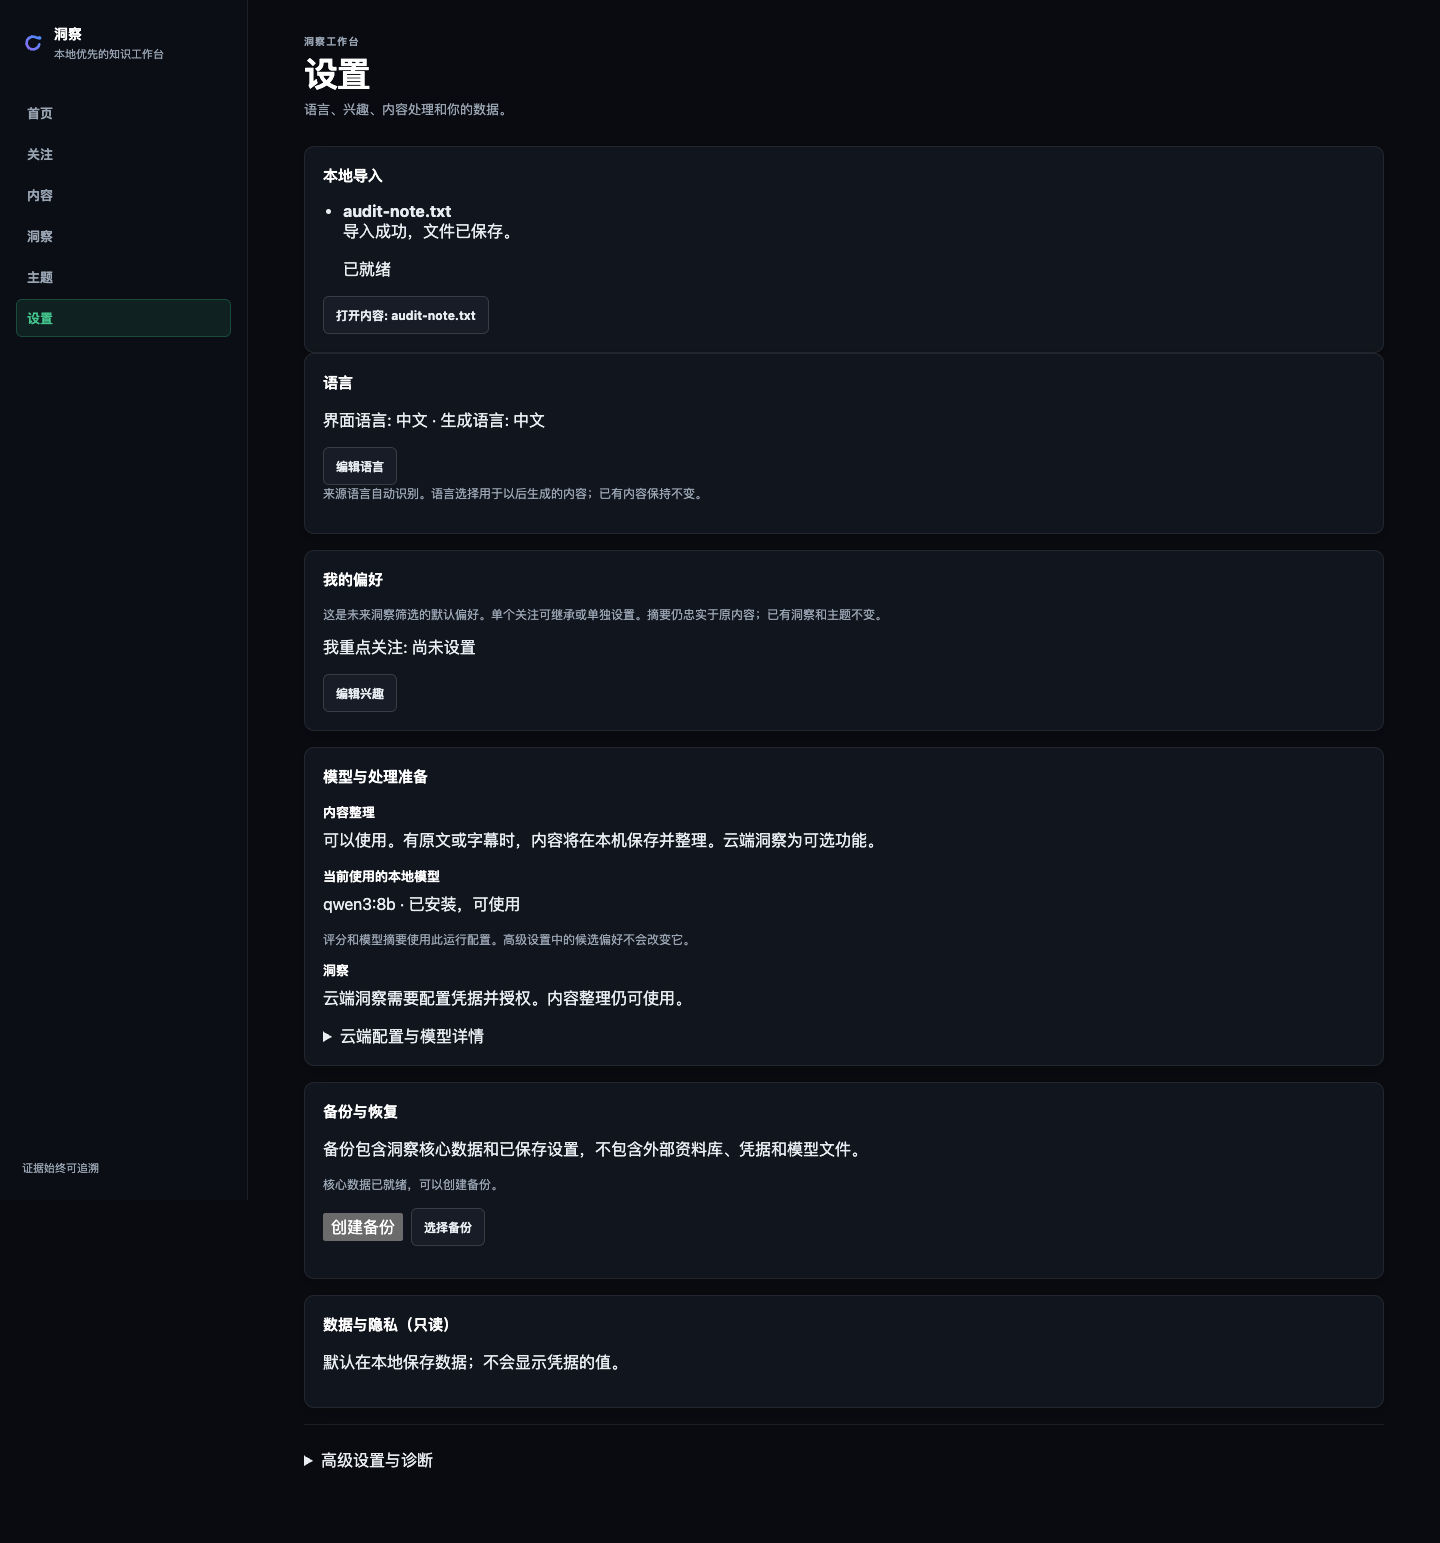 洞察
本地优先的知识工作台
首页
关注
内容
洞察
主题
设置
证据始终可追溯
洞察工作台
设置
语言、兴趣、内容处理和你的数据。
本地导入
audit-note.txt
导入成功，文件已保存。
已就绪
打开内容: audit-note.txt
语言
界面语言: 中文 · 生成语言: 中文
编辑语言
来源语言自动识别。语言选择用于以后生成的内容；已有内容保持不变。
我的偏好
这是未来洞察筛选的默认偏好。单个关注可继承或单独设置。摘要仍忠实于原内容；已有洞察和主题不变。
我重点关注: 尚未设置
编辑兴趣
模型与处理准备
内容整理
可以使用。有原文或字幕时，内容将在本机保存并整理。云端洞察为可选功能。
当前使用的本地模型
qwen3:8b · 已安装，可使用
评分和模型摘要使用此运行配置。高级设置中的候选偏好不会改变它。
洞察
云端洞察需要配置凭据并授权。内容整理仍可使用。
云端配置与模型详情
备份与恢复
备份包含洞察核心数据和已保存设置，不包含外部资料库、凭据和模型文件。
核心数据已就绪，可以创建备份。
创建备份 选择备份
数据与隐私（只读）
默认在本地保存数据；不会显示凭据的值。
高级设置与诊断